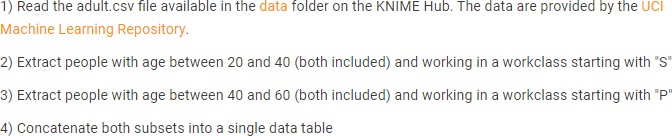 1) Read the adult.csv file available in the data folder on the KNIME Hub. The data are provided by the UCI
Machine Learning Repository.
2) Extract people with age between 20 and 40 (both included) and working in a workclass starting with "S"
3) Extract people with age between 40 and 60 (both included) and working in a workclass starting with "P"
4) Concatenate both subsets into a single data table